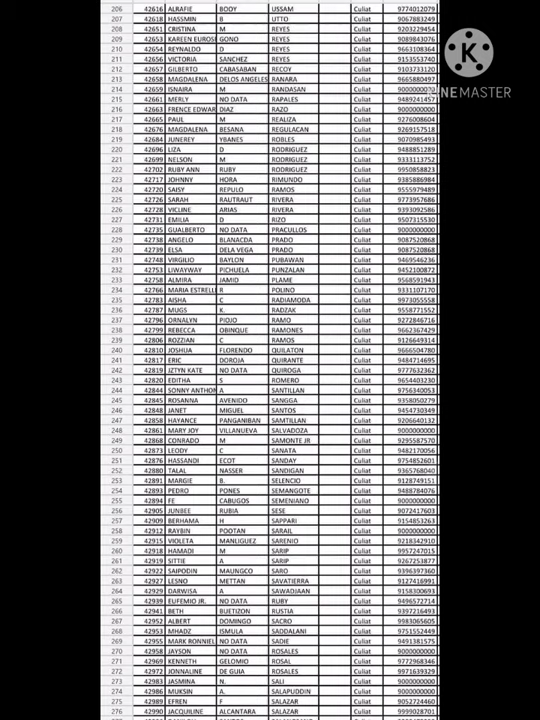 206 42616 ALRAFIE BODY USSAM Culiat 9774012079
207 42618 HASSMIN B UTTO Culiat 9067883249
208 42651 CRISTINA M REYES Culiat 9203229454
209 42653 KAREEN EUROSE GONO REYES Culiat 9089843076
210 42654 REYNALDO D REYES Culiat 9663108364
211 42656 VICTORIA SANCHEZ REYES Culiat 9153553740
212 42657 GILBERTO CABASABAN RECOY Culiat 9103733120
213 42658 MAGDALENA DELOS ANGELES RANARA Culiat 9665880497
214 42659 ISNAIRA M RANDASAN Culiat
215 42661 MERLY NO DATA RAPALES Culiat 9489241457
216 42663 FRENCE EDWAR DIAZ RAZO Culiat 9000000000
217 42665 PAUL M REALIZA Culiat 9276008604
218 42676 MAGDALENA BESANA REGULACAN Culiat 9269157518
219 42684 JUNEREY YBANES ROBLES Culiat 9070985493
220 42696 LIZA D RODRIGUEZ Culiat 9488851289
221 42699 NELSON M RODRIGUEZ Culiat 9333113752
222 42702 RUBY ANN RUBY RODRIGUEZ Culiat 9950858823
223 42717 JOHNNY HORA RIMUNDO Culiat 9385886984
224 42720 SAISY REPULO RAMOS Culiat 9555979489
225 42726 SARAH RAUTRAUT RIVERA Culiat 9773957686
226 42728 VICLINE ARIAS RIVERA Culiat 9393092586
227 42731 EMILIA D RIZO Culiat 9507315530
228 42735 GUALBERTO NO DATA PRACULLOS Culiat 9000000000
229 42738 ANGELO BLANACDA PRADO Culiat 9087520868
230 42739 ELSA DELA VEGA PRADO Culiat 9087520868
231 42748 VIRGILIO BAYLON PUBAWAN Culiat 9469546236
232 42753 LIWAYWAY PICHUELA PUNZALAN Culiat 9452100872
233 42758 ALMIRA JAMIO PLAME Culiat 9568591943
234 42766 MARIA ESTRELL R POLINO Culiat 9331107170
235 42783 AISHA C RADIAMODA Culiat 9973055558
236 42787 MUGS K. RADZAK Culiat 9558771552
237 42796 ORNALYN PIOJO RAMO Culiat 9272846716
238 42799 REBECCA OBINQUE RAMONES Culiat 9662367429
239 42806 ROZZIAN C RAMOS Culiat 9126649314
240 42810 JOSHUA FLORENDO QUILATON Culiat 9666504780
241 42817 ERIC DOROJA QUIRANTE Culiat 9484714695
242 42819 JZTYN KATE NO DATA QUIROGA Culiat 9777632362
243 42820 EDITHA S ROMERO Culiat 9654403230
244 42844 SONNY ANTHON A SANTILLAN Culiat 9756340053
245 42845 ROSANNA AVENIDO SANGGA Culiat 9358050279
246 42848 JANET MIGUEL SANTOS Culiat 9454730349
247 42858 HAYANCE PANGANIBAN SAMTILLAN Culiat 9206640132
248 42861 MARY JOY VILLANUEVA SALVADOZA Culiat 9000000000
249 42868 CONRADO M SAMONTE JR Culiat 9295587570
250 42873 LEODY C SANATA Culiat 9482170056
251 42876 HASSANDI ECOT SANDAY Culiat 9754852601
252 42880 TALAL NASSER SANDIGAN Culiat 9365768040
253 42891 MARGIE B. SELENCIO Culiat 9128749151
254 42893 PEDRO PONES SEMANGOTE Culiat 9488784076
255 42894 FE CABUGOS SEMENIANO Culiat 9000000000
256 42905 JUNBEE RUBIA SESE Culiat 9072417603
257 42909 BERHAMA H SAPPARI Culiat 9154853263
258 42912 RAYBIN POOTAN SARAIL Culiat 9000000000
259 42915 VIOLETA MANLIGUEZ SARENIO Culiat 9218342910
260 42918 HAMADI M SARIP Culiat 9957247015
261 42919 SITTIE A SARIP Culiat 9267253877
262 42922 SAIPODIN MAUNGCO SARO Culiat 9396397360
263 42927 LESNO METTAN SAVATIERRA Culiat 9127416991
264 42929 DARWISA A SAWADJAAN Culiat 9158300693
265 42939 EUFEMIO JR. NO DATA RUBY Culiat 9496572714
266 42941 BETH BUETIZON RUSTIA Culiat 9397216493
267 42952 ALBERT DOMINGO SACRO Culiat 9983065605
268 42953 MHADZ ISMULA SADDALANI Culiat 9751552449
269 42955 MARK RONNIEL NO DATA SADIE Culiat 9491381575
270 42958 JAYSON NO DATA ROSALES Culiat 9000000000
271 42969 KENNETH GELOMIO ROSAL Culiat 9772968346
272 42972 JONNALINE DE GUIA ROSALES Culiat 9971639329
273 42983 JASMINA N. SALI Culiat 9000000000
274 42986 MUKSIN A. SALAPUDDIN Culiat 9000000000
275 42989 EFREN F SALAZAR Culiat 9052724460
276 42990 JACQUILINE ALCANTARA SALAZAR Culiat 9999028701
K
INEMASTER